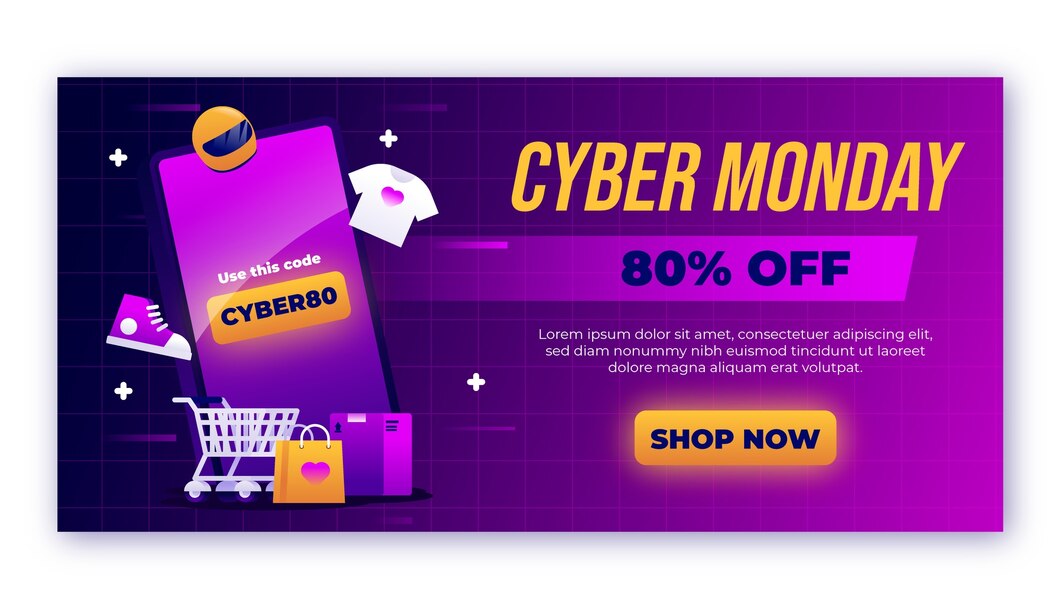 Use this code
CYBER80
CYBER MONDAY
80% OFF
Lorem ipsum dolor sit amet, consectetuer adipiscing elit,
sed diam nonummy nibh euismod tincidunt ut laoreet
dolore magna aliquam erat volutpat.
SHOP NOW